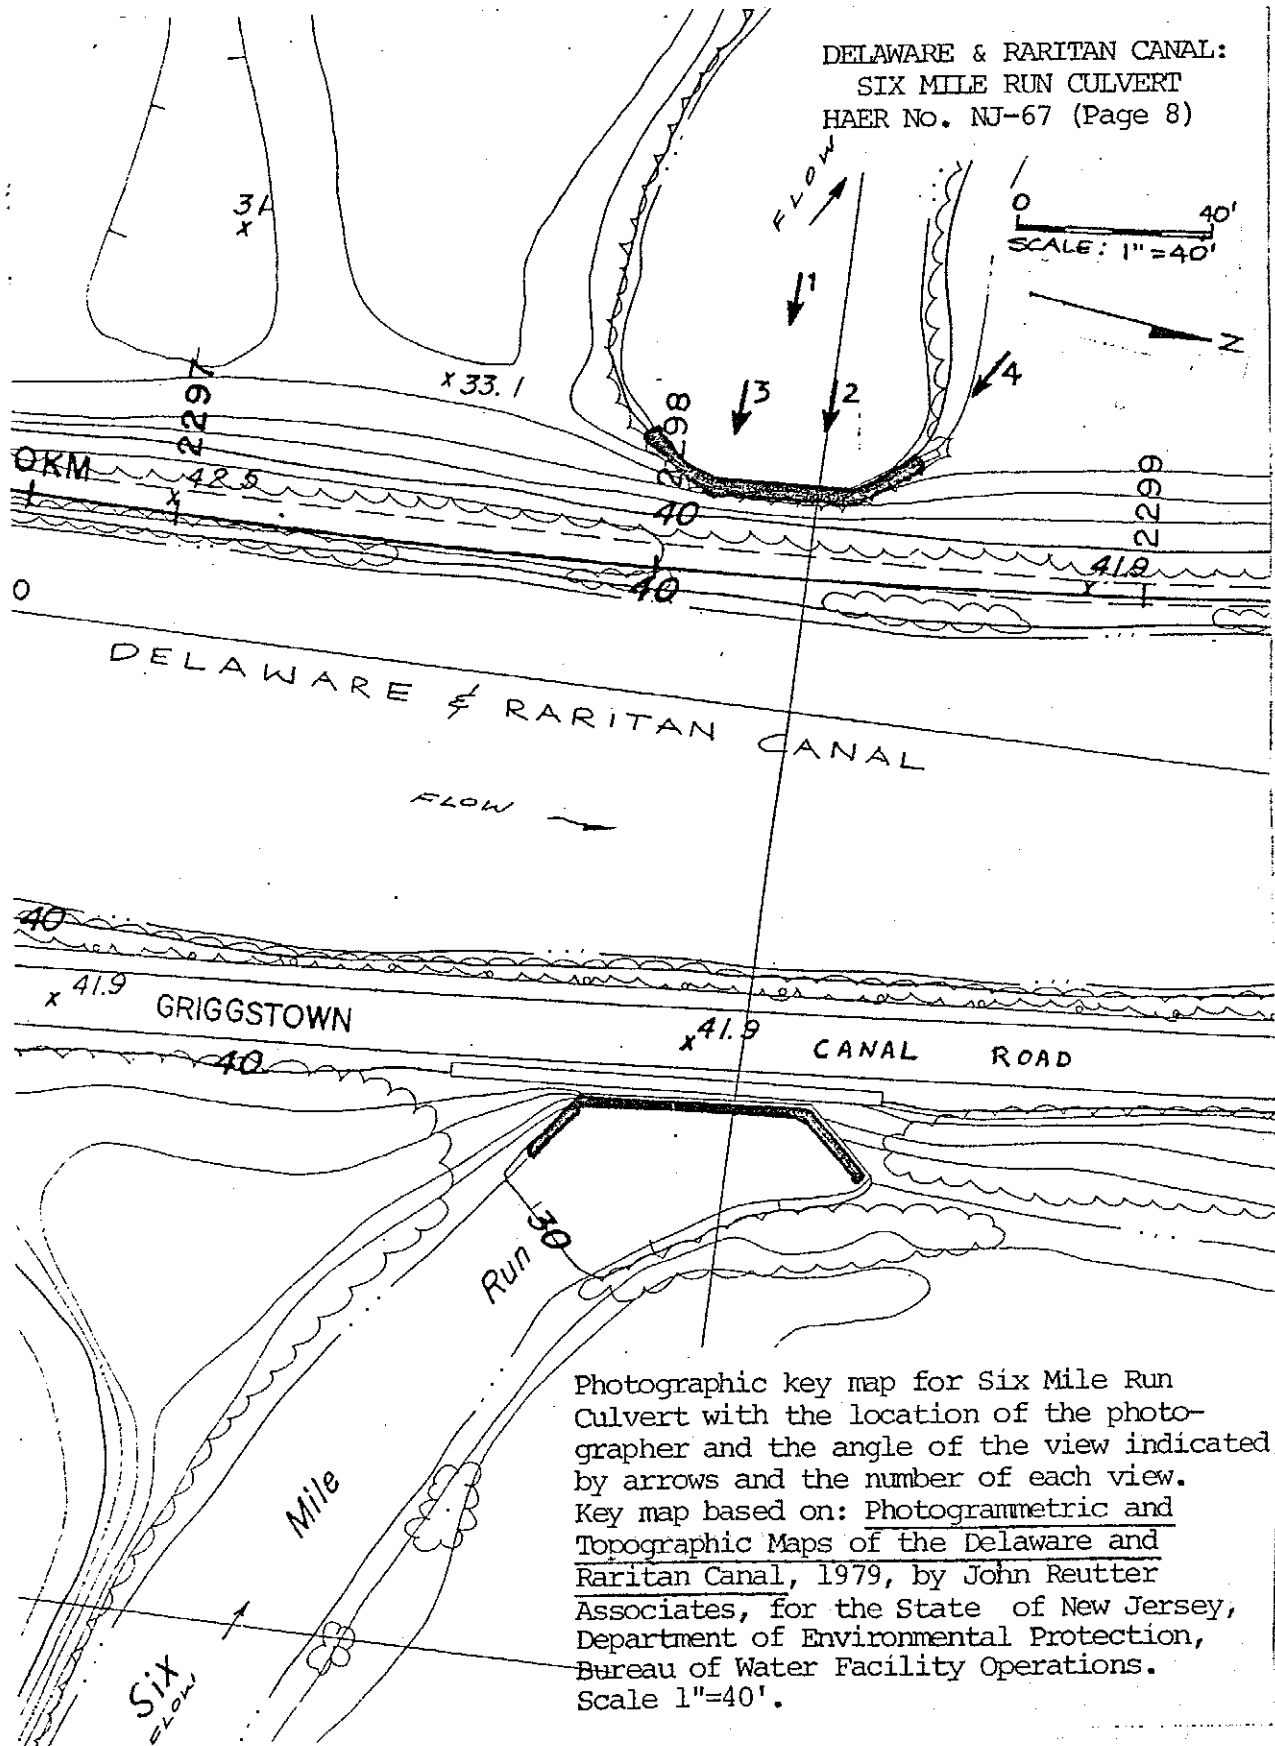 DELAWARE & RARITAN CANAL:
SIX MILE RUN CULVERT
HAER No. NJ-67 (Page 8)
FLOW
0 40'
SCALE: 1"=40'
N
1
2
3
4
31
x 33.1
2297
2298
2299
OKM
x 42.5
40
40
41.9
x
0
DELAWARE & RARITAN CANAL
FLOW
40
x 41.9
GRIGGSTOWN
x 41.9
CANAL ROAD
40
30
Six Mile Run
FLOW
Photographic key map for Six Mile Run
Culvert with the location of the photo-
grapher and the angle of the view indicated
by arrows and the number of each view.
Key map based on: Photogrammetric and
Topographic Maps of the Delaware and
Raritan Canal, 1979, by John Reutter
Associates, for the State of New Jersey,
Department of Environmental Protection,
Bureau of Water Facility Operations.
Scale 1"=40'.